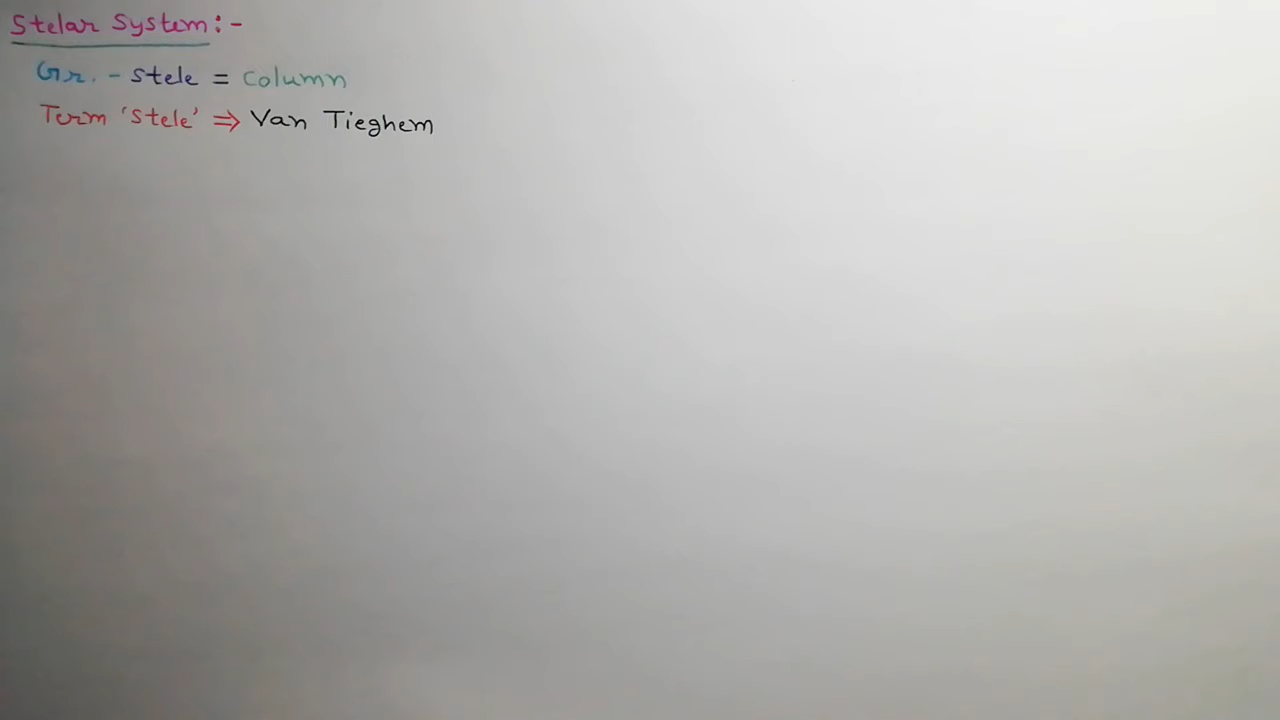 Stelar System:-
Gr. - Stele = Column
Term 'Stele' ⇒ Van Tieghem